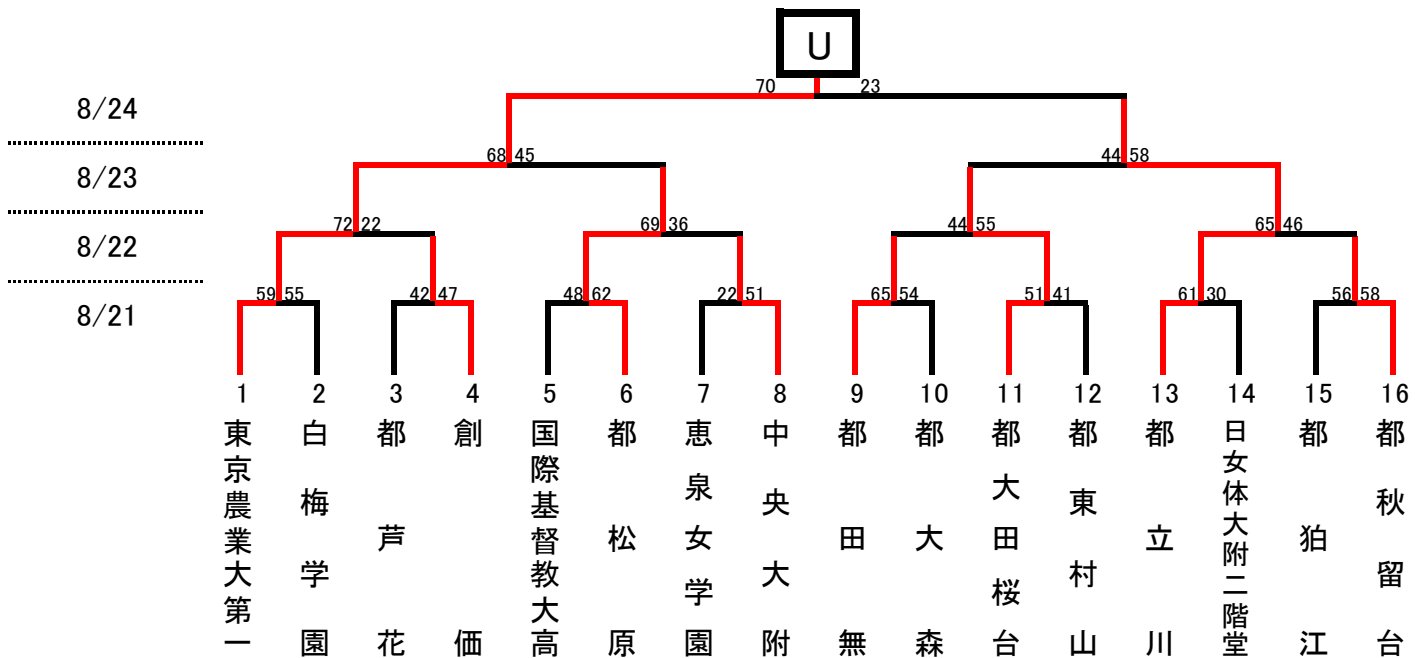 U
70 23
8/24
68 45 44 58
8/23
72 22 69 36 44 55 65 46
8/22
59 55 42 47 48 62 22 51 65 54 51 41 61 30 56 58
8/21
1 2 3 4 5 6 7 8 9 10 11 12 13 14 15 16
東京農業大第一
白梅学園
都芦花
創価
国際基督教大高
都松原
恵泉女学園
中央大附
都田無
都大森
都大田桜台
都東村山
都立川
日女体大附二階堂
都狛江
都秋留台